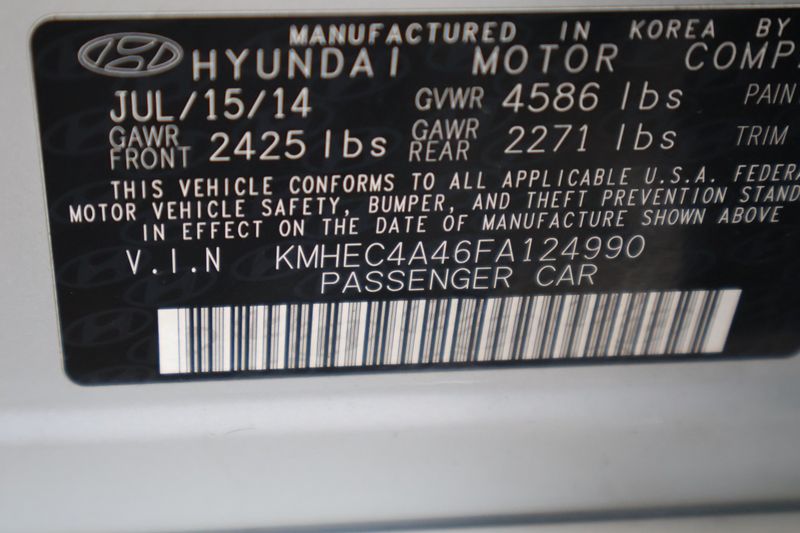 MANUFACTURED IN KOREA BY
HYUNDAI MOTOR COMP
JUL/15/14 GVWR 4586 lbs PAIN
GAWR FRONT 2425 lbs GAWR REAR 2271 lbs TRIM
THIS VEHICLE CONFORMS TO ALL APPLICABLE U.S.A. FEDERA
MOTOR VEHICLE SAFETY, BUMPER, AND THEFT PREVENTION STAND
IN EFFECT ON THE DATE OF MANUFACTURE SHOWN ABOVE
V.I.N KMHEC4A46FA124990
PASSENGER CAR